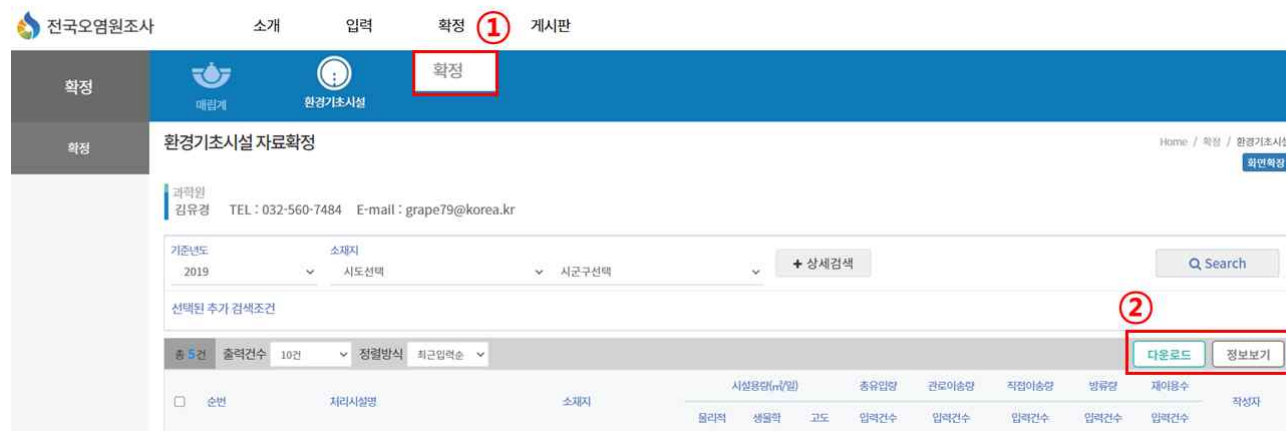 전국오염원조사 소개 입력 확정 ① 게시판
확정 매립계 환경기초시설 확정
확정
환경기초시설 자료확정 Home / 확정 / 환경기초시설
화면확장
과학원
김유경 TEL : 032-560-7484 E-mail : grape79@korea.kr
기준년도 소재지
2019 시도선택 시군구선택 + 상세검색 Search
선택된 추가 검색조건
②
총 5건 출력건수 10건 정렬방식 최근입력순 다운로드 정보보기
순번 처리시설명 소재지 시설용량(㎥/일) 총유입량 관로이송량 직접이송량 방류량 재이용수 작성자
물리적 생물학 고도 입력건수 입력건수 입력건수 입력건수 입력건수